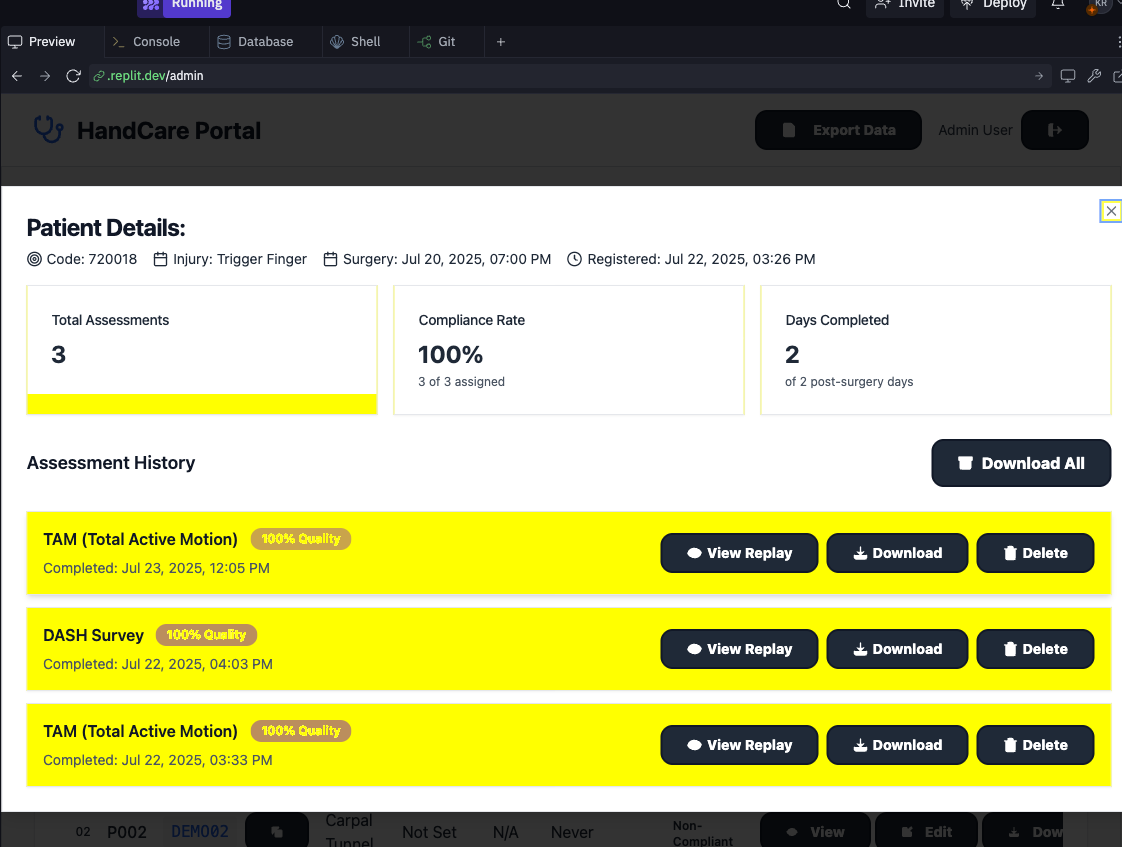 Running
Invite
Deploy
KR
Preview
Console
Database
Shell
Git
.replit.dev/admin
HandCare Portal
Export Data
Admin User
Patient Details:
Code: 720018 Injury: Trigger Finger Surgery: Jul 20, 2025, 07:00 PM Registered: Jul 22, 2025, 03:26 PM
Total Assessments
3
Compliance Rate
100%
3 of 3 assigned
Days Completed
2
of 2 post-surgery days
Assessment History
Download All
TAM (Total Active Motion) 100% Quality
Completed: Jul 23, 2025, 12:05 PM
View Replay Download Delete
DASH Survey 100% Quality
Completed: Jul 22, 2025, 04:03 PM
View Replay Download Delete
TAM (Total Active Motion) 100% Quality
Completed: Jul 22, 2025, 03:33 PM
View Replay Download Delete
02 P002 DEMO02
Carpal
Tunnel
Not Set N/A Never
Non-
Compliant
View Edit Dow